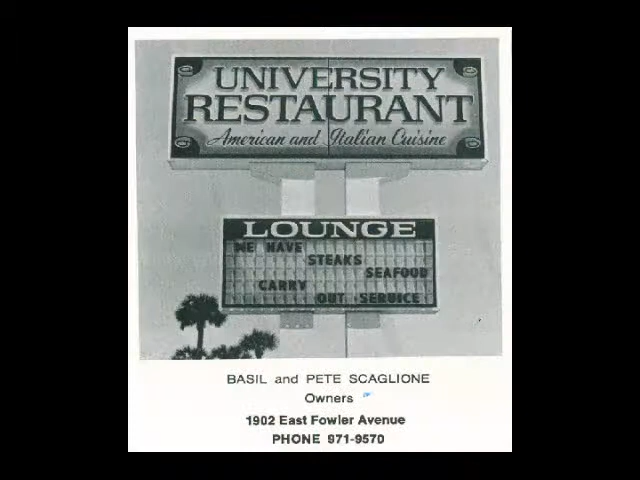 UNIVERSITY
RESTAURANT
American and Italian Cuisine
LOUNGE
WE HAVE
STEAKS
SEAFOOD
CARRY
OUT SERVICE
BASIL and PETE SCAGLIONE
Owners
1902 East Fowler Avenue
PHONE 971-9570